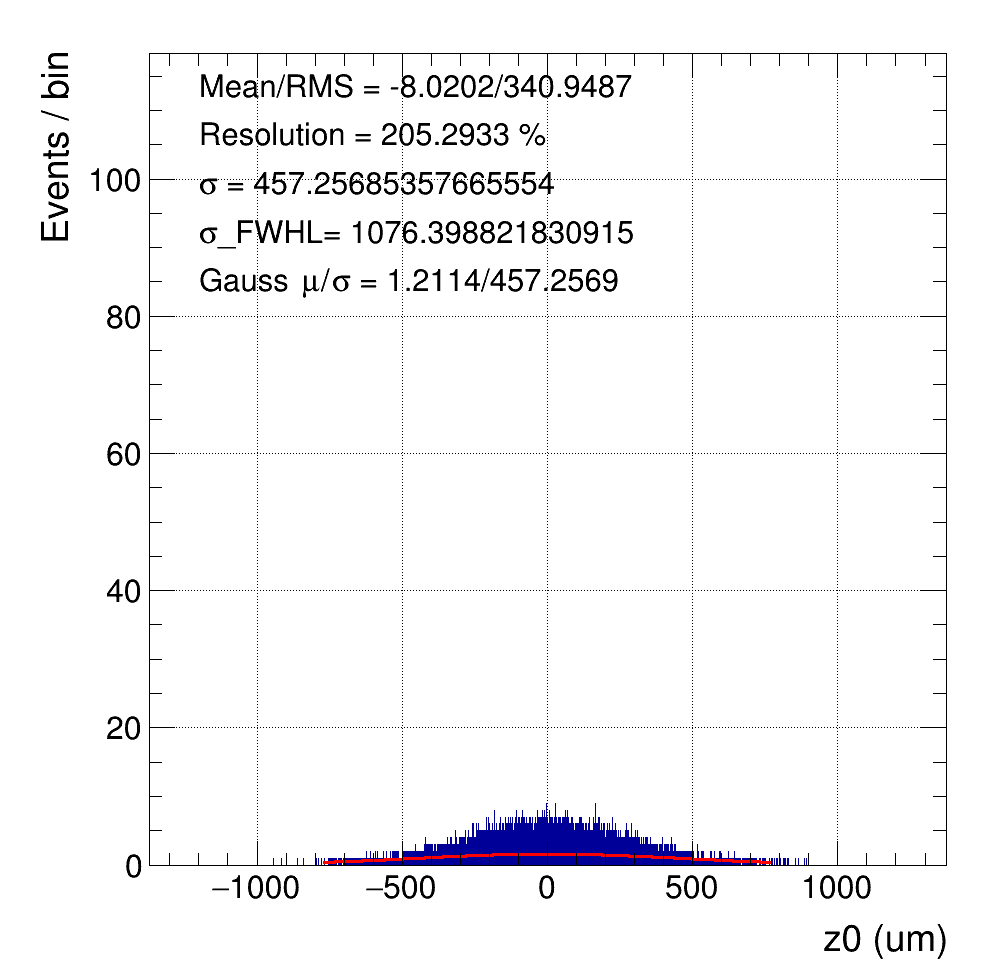 Events / bin
Mean/RMS = -8.0202/340.9487
Resolution = 205.2933 %
σ = 457.25685357665554
σ_FWHL= 1076.398821830915
Gauss μ/σ = 1.2114/457.2569
100
80
60
40
20
0
−1000 −500 0 500 1000
z0 (um)